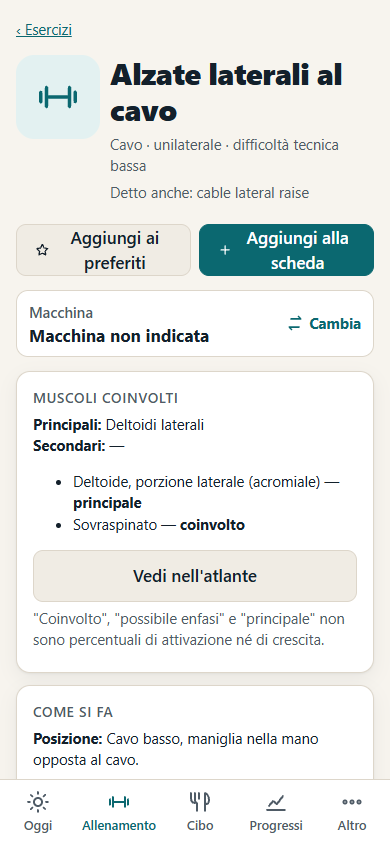 ‹ Esercizi
Alzate laterali al
cavo
Cavo · unilaterale · difficoltà tecnica
bassa
Detto anche: cable lateral raise
Aggiungi ai
preferiti
Aggiungi alla
scheda
Macchina
Macchina non indicata
Cambia
MUSCOLI COINVOLTI
Principali: Deltoidi laterali
Secondari: —
• Deltoide, porzione laterale (acromiale) —
principale
• Sovraspinato — coinvolto
Vedi nell'atlante
"Coinvolto", "possibile enfasi" e "principale" non
sono percentuali di attivazione né di crescita.
COME SI FA
Posizione: Cavo basso, maniglia nella mano
opposta al cavo.
Oggi
Allenamento
Cibo
Progressi
Altro